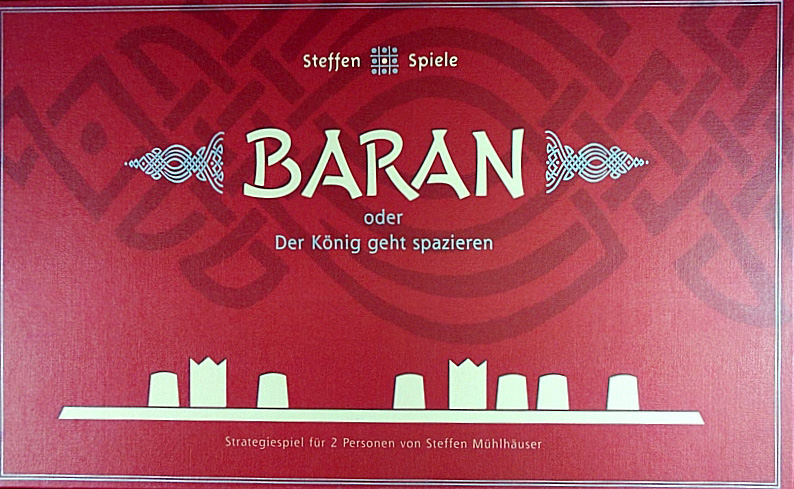 Steffen Spiele
BARAN
oder
Der König geht spazieren
Strategiespiel für 2 Personen von Steffen Mühlhäuser